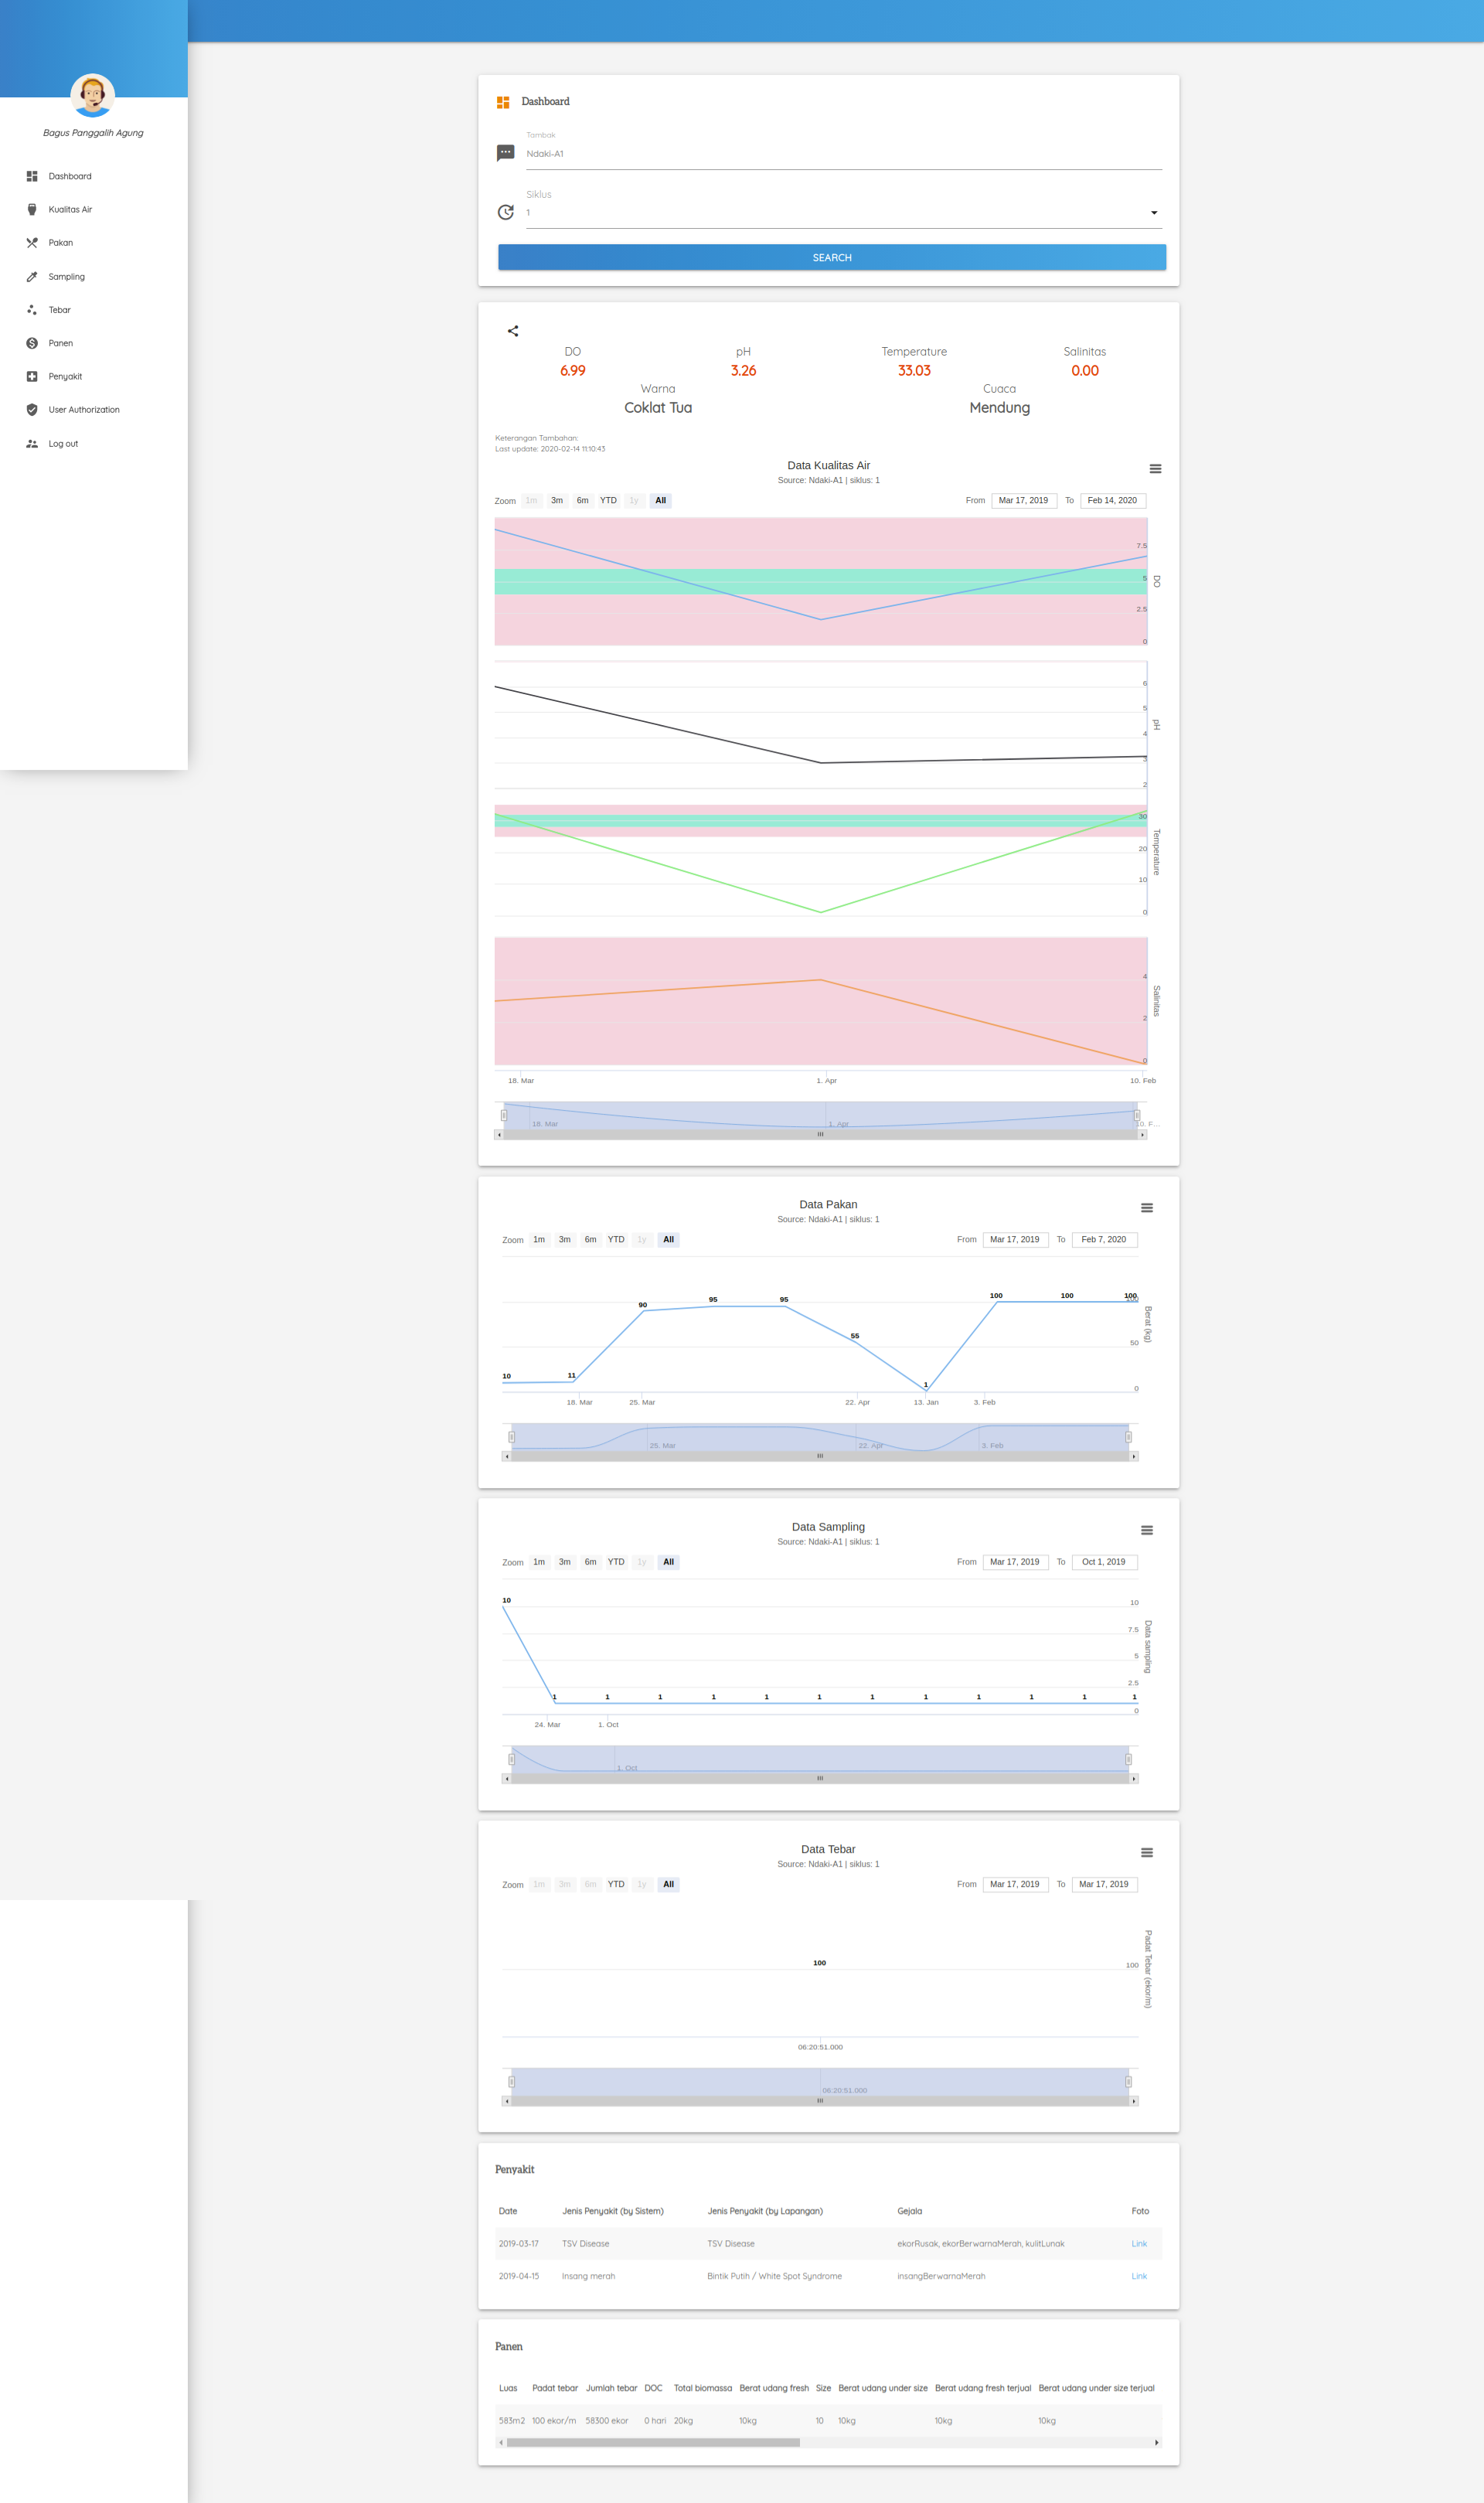 Bagus Panggalih Agung
Dashboard
Kualitas Air
Pakan
Sampling
Tebar
Panen
Penyakit
User Authorization
Log out
Dashboard
Tambak
Ndaki-A1
Siklus
1
SEARCH
DO pH Temperature Salinitas
6.99 3.26 33.03 0.00
Warna Cuaca
Coklat Tua Mendung
Keterangan Tambahan:
Last update: 2020-02-14 11:10:43
Data Kualitas Air
Source: Ndaki-A1 | siklus: 1
Zoom 1m 3m 6m YTD 1y All From Mar 17, 2019 To Feb 14, 2020
7.5
5
2.5
0
DO
6
5
4
3
2
pH
30
20
10
0
Temperature
4
2
0
Salinitas
18. Mar 1. Apr 10. Feb
18. Mar 1. Apr 10. F…
Data Pakan
Source: Ndaki-A1 | siklus: 1
Zoom 1m 3m 6m YTD 1y All From Mar 17, 2019 To Feb 7, 2020
10 11 90 95 95 55 1 100 100 100
100
50
0
Berat (kg)
18. Mar 25. Mar 22. Apr 13. Jan 3. Feb
25. Mar 22. Apr 3. Feb
Data Sampling
Source: Ndaki-A1 | siklus: 1
Zoom 1m 3m 6m YTD 1y All From Mar 17, 2019 To Oct 1, 2019
10
10
7.5
5
2.5
0
Data sampling
1 1 1 1 1 1 1 1 1 1 1 1
24. Mar 1. Oct
1. Oct
Data Tebar
Source: Ndaki-A1 | siklus: 1
Zoom 1m 3m 6m YTD 1y All From Mar 17, 2019 To Mar 17, 2019
100
100
Padat Tebar (ekor/m)
06:20:51.000
06:20:51.000
Penyakit
Date Jenis Penyakit (by Sistem) Jenis Penyakit (by Lapangan) Gejala Foto
2019-03-17 TSV Disease TSV Disease ekorRusak, ekorBerwarnaMerah, kulitLunak Link
2019-04-15 Insang merah Bintik Putih / White Spot Syndrome insangBerwarnaMerah Link
Panen
Luas Padat tebar Jumlah tebar DOC Total biomassa Berat udang fresh Size Berat udang under size Berat udang fresh terjual Berat udang under size terjual
583m2 100 ekor/m 58300 ekor 0 hari 20kg 10kg 10 10kg 10kg 10kg